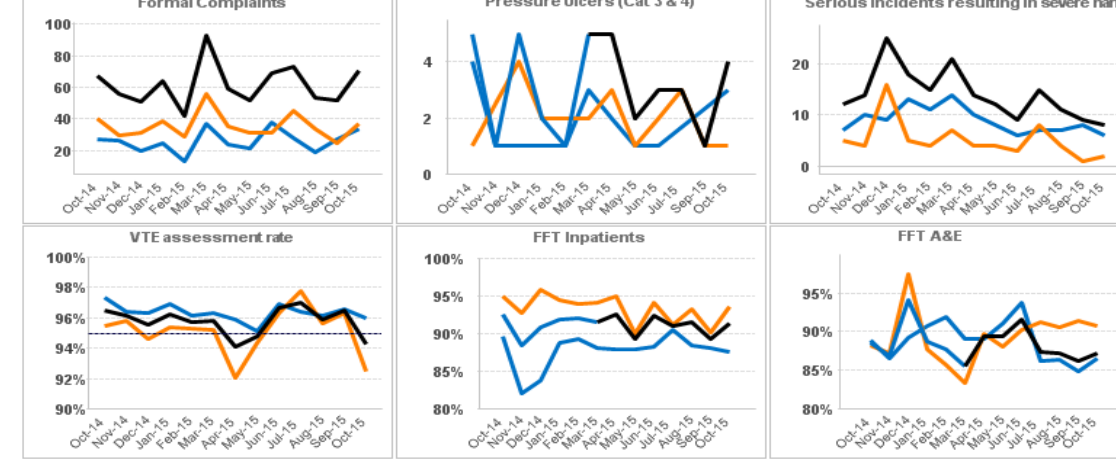 Formal Complaints
100
80
60
40
20
Oct-14 Nov-14 Dec-14 Jan-15 Feb-15 Mar-15 Apr-15 May-15 Jun-15 Jul-15 Aug-15 Sep-15 Oct-15
Pressure Ulcers (Cat 3 & 4)
4
2
0
Oct-14 Nov-14 Dec-14 Jan-15 Feb-15 Mar-15 Apr-15 May-15 Jun-15 Jul-15 Sep-15 Oct-15
Serious incidents resulting in severe
20
10
0
Oct-14 Nov-14 Dec-14 Jan-15 Feb-15 Mar-15 Apr-15 May-15 Jun-15 Jul-15 Aug-15 Sep-15 Oct-15
VTE assessment rate
100%
98%
96%
94%
92%
90%
Oct-14 Nov-14 Dec-14 Jan-15 Feb-15 Mar-15 Apr-15 May-15 Jun-15 Jul-15 Aug-15 Sep-15 Oct-15
FFT Inpatients
100%
95%
90%
85%
80%
Oct-14 Nov-14 Dec-14 Jan-15 Feb-15 Mar-15 Apr-15 May-15 Jun-15 Jul-15 Aug-15 Sep-15 Oct-15
FFT A&E
95%
90%
85%
80%
Oct-14 Nov-14 Dec-14 Jan-15 Feb-15 Mar-15 Apr-15 May-15 Jun-15 Jul-15 Aug-15 Sep-15 Oct-15